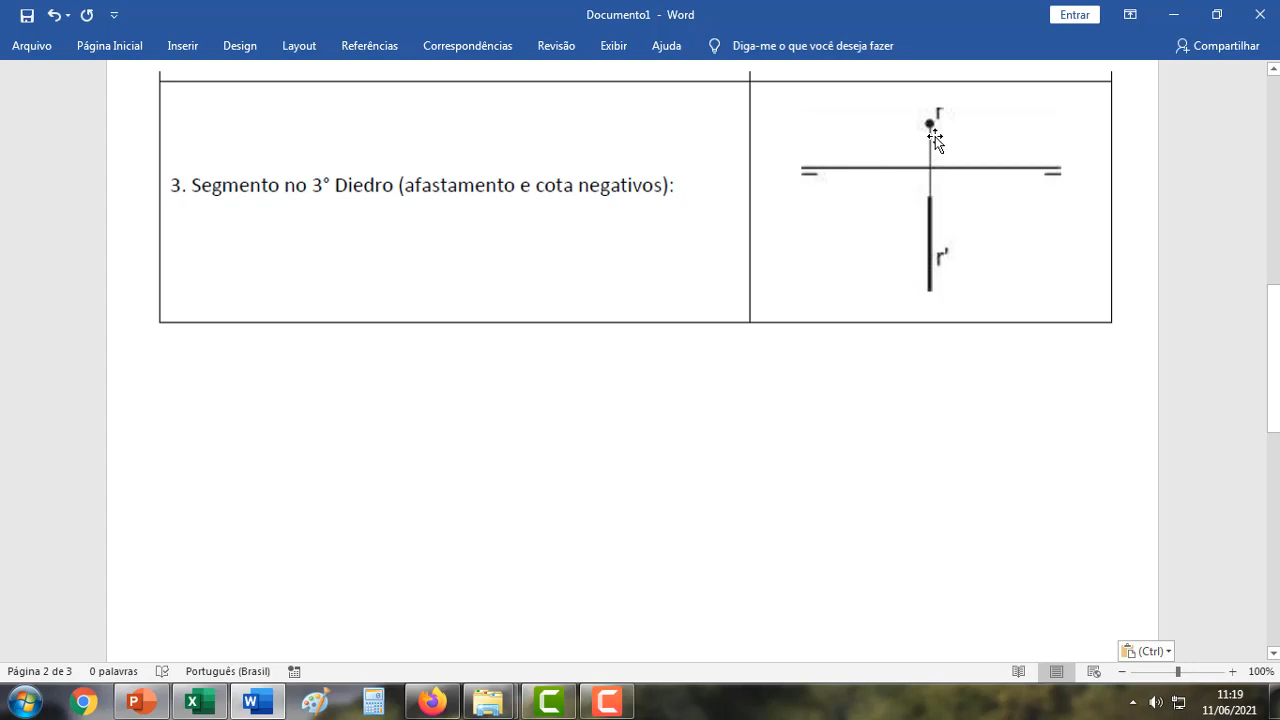 Documento1 - Word
Entrar
Arquivo
Página Inicial
Inserir
Design
Layout
Referências
Correspondências
Revisão
Exibir
Ajuda
Diga-me o que você deseja fazer
Compartilhar
r
3. Segmento no 3° Diedro (afastamento e cota negativos):
r'
(Ctrl)
Página 2 de 3
0 palavras
Português (Brasil)
100%
11:19
11/06/2021